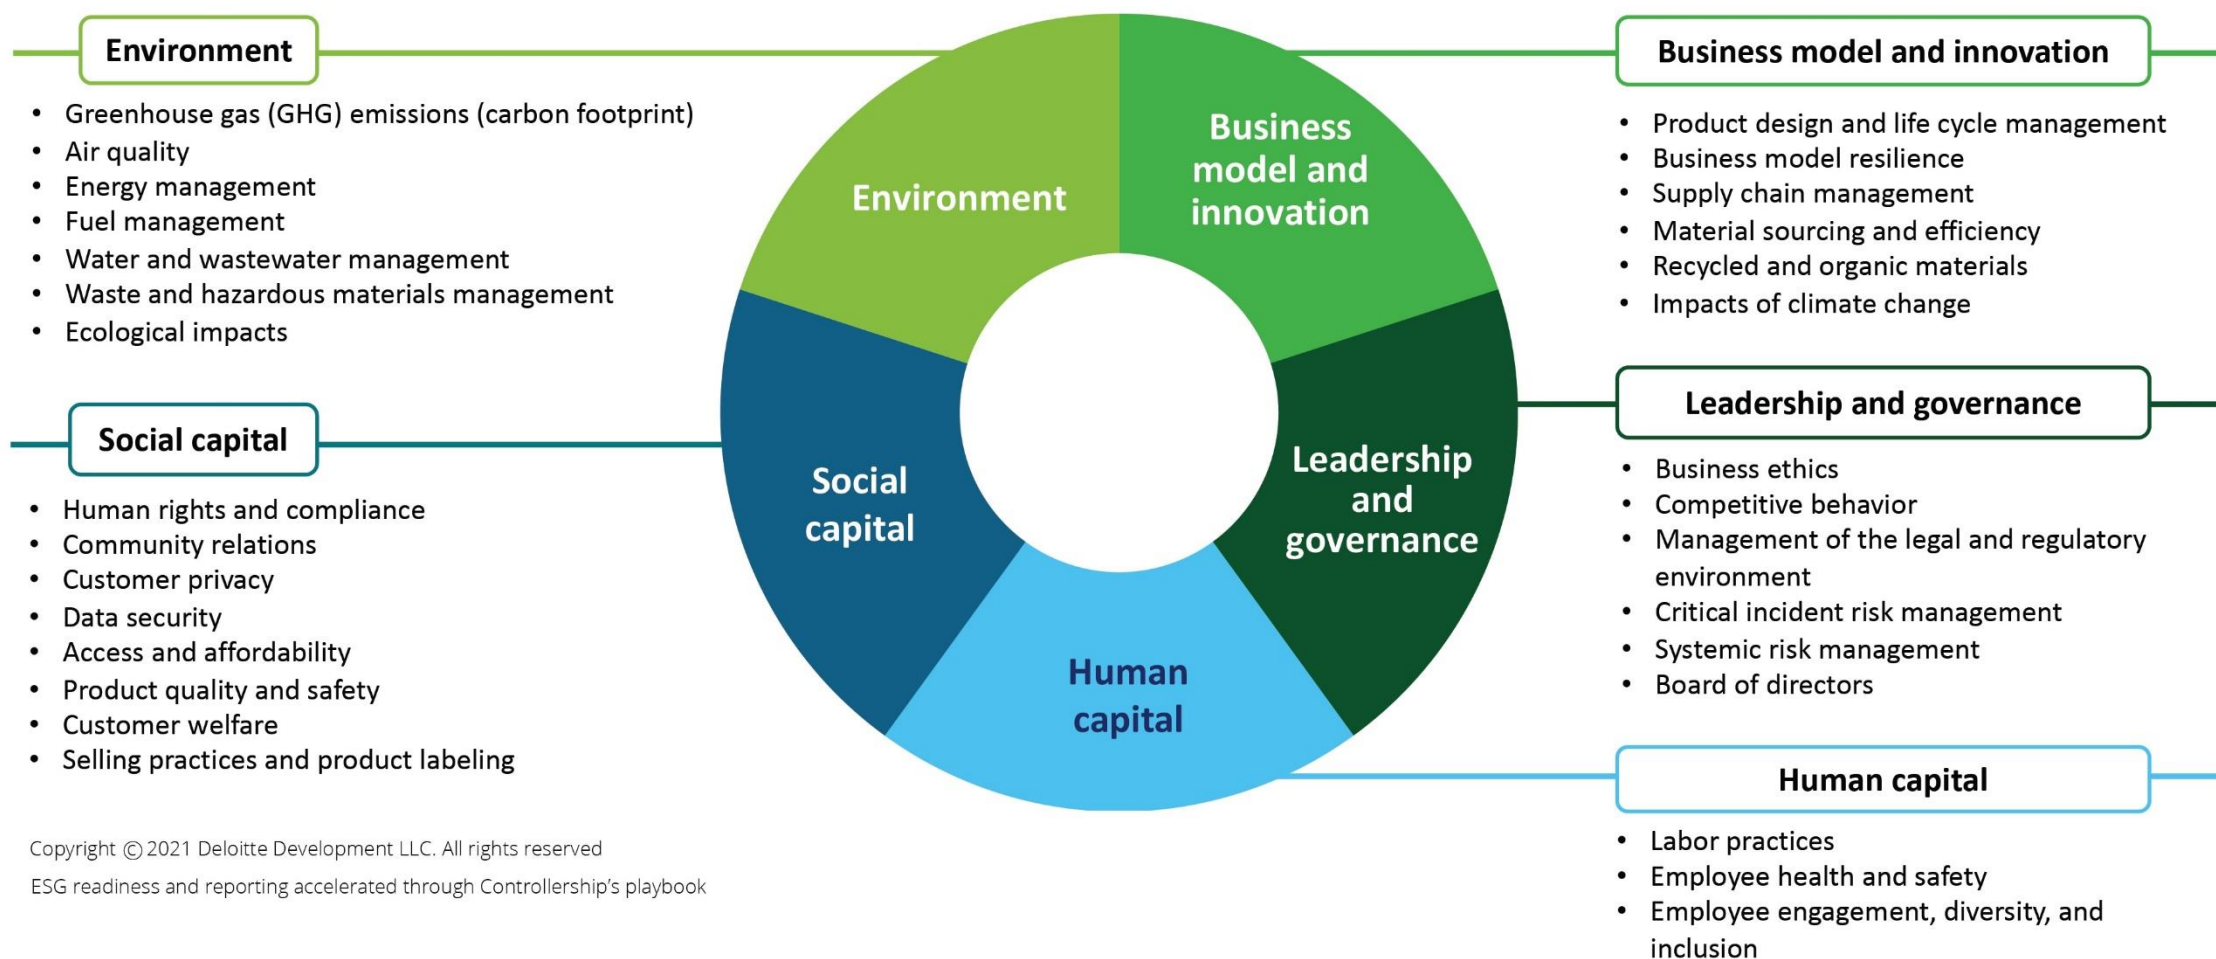 Environment
• Greenhouse gas (GHG) emissions (carbon footprint)
• Air quality
• Energy management
• Fuel management
• Water and wastewater management
• Waste and hazardous materials management
• Ecological impacts
Social capital
• Human rights and compliance
• Community relations
• Customer privacy
• Data security
• Access and affordability
• Product quality and safety
• Customer welfare
• Selling practices and product labeling
Environment
Business
model and
innovation
Social
capital
Leadership
and
governance
Human
capital
Business model and innovation
• Product design and life cycle management
• Business model resilience
• Supply chain management
• Material sourcing and efficiency
• Recycled and organic materials
• Impacts of climate change
Leadership and governance
• Business ethics
• Competitive behavior
• Management of the legal and regulatory
environment
• Critical incident risk management
• Systemic risk management
• Board of directors
Human capital
• Labor practices
• Employee health and safety
• Employee engagement, diversity, and
inclusion
Copyright © 2021 Deloitte Development LLC. All rights reserved
ESG readiness and reporting accelerated through Controllership's playbook